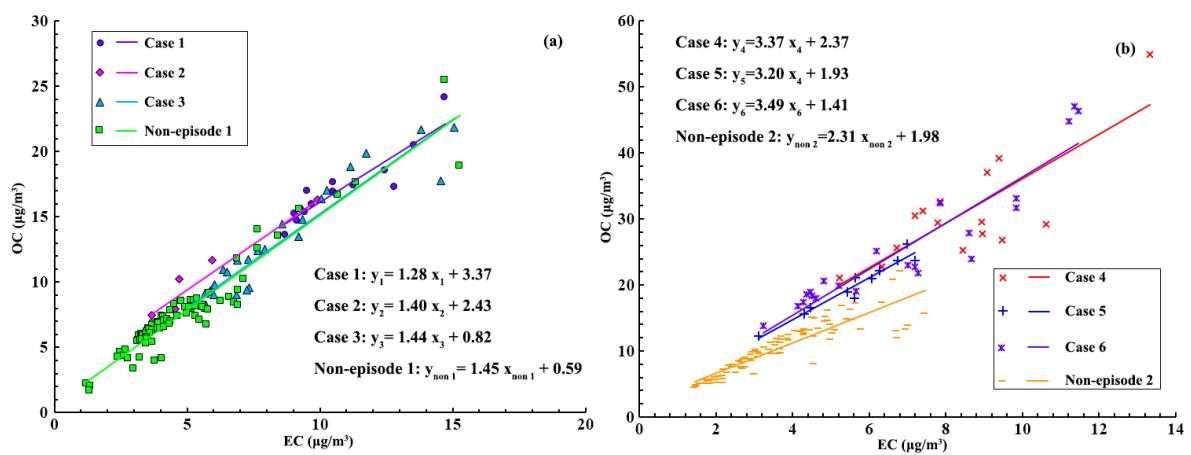 30
25
20
15
10
5
0
OC (μg/m³)
Case 1
Case 2
Case 3
Non-episode 1
(a)
Case 1: y₁= 1.28 x₁ + 3.37
Case 2: y₂= 1.40 x₂ + 2.43
Case 3: y₃= 1.44 x₃ + 0.82
Non-episode 1: yₙₒₙ ₁= 1.45 xₙₒₙ ₁ + 0.59
0 5 10 15 20
EC (μg/m³)
60
50
40
30
20
10
0
OC (μg/m³)
Case 4: y₄=3.37 x₄ + 2.37
(b)
Case 5: y₅=3.20 x₄ + 1.93
Case 6: y₆=3.49 x₆ + 1.41
Non-episode 2: yₙₒₙ ₂=2.31 xₙₒₙ ₂ + 1.98
Case 4
Case 5
Case 6
Non-episode 2
0 2 4 6 8 10 12 14
EC (μg/m³)